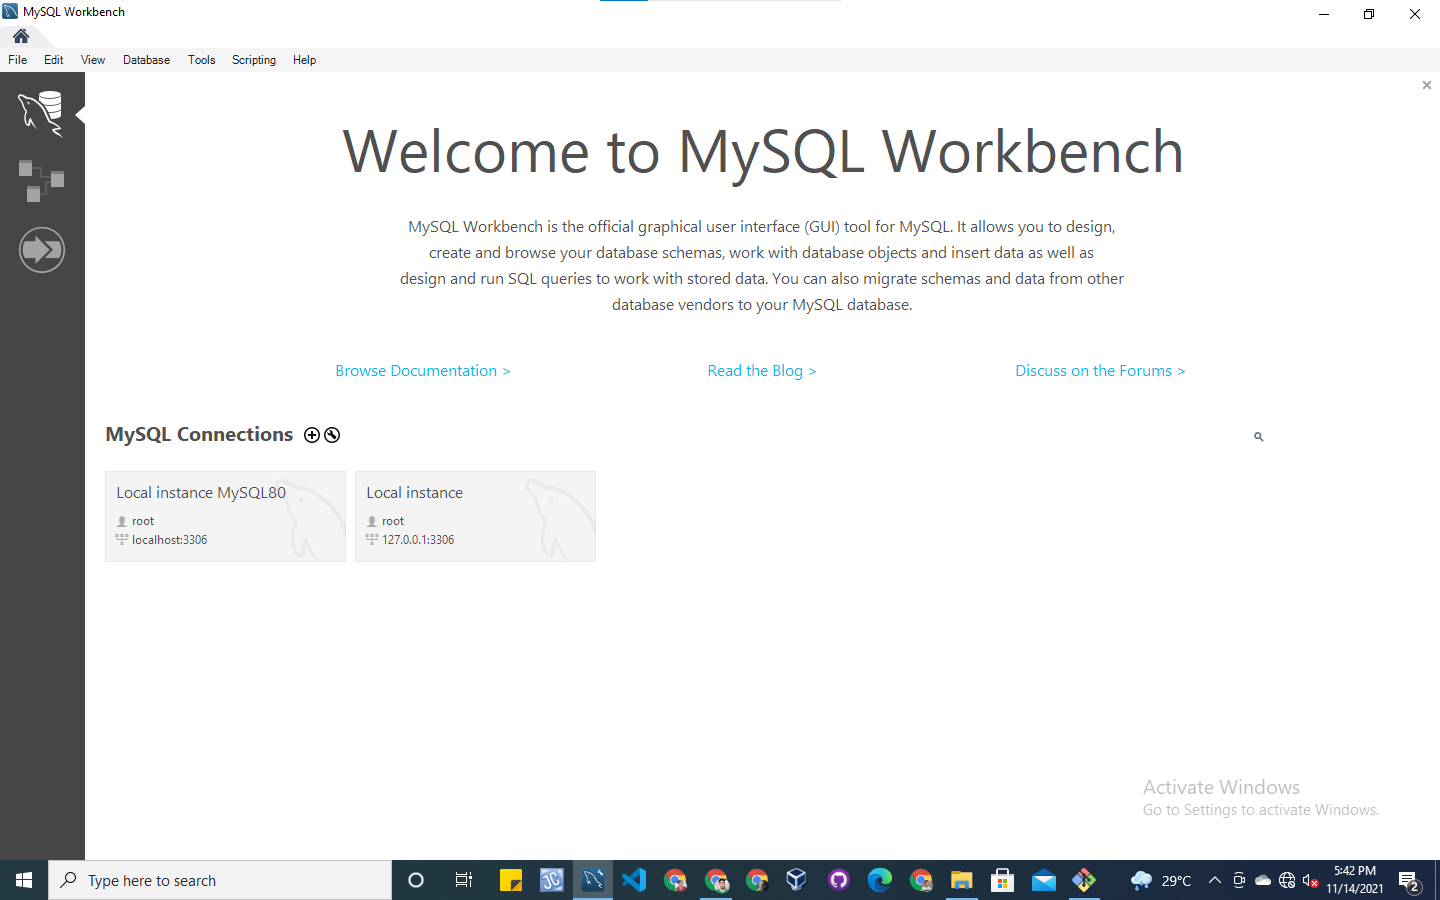 MySQL Workbench
File Edit View Database Tools Scripting Help
Welcome to MySQL Workbench
MySQL Workbench is the official graphical user interface (GUI) tool for MySQL. It allows you to design,
create and browse your database schemas, work with database objects and insert data as well as
design and run SQL queries to work with stored data. You can also migrate schemas and data from other
database vendors to your MySQL database.
Browse Documentation > Read the Blog > Discuss on the Forums >
MySQL Connections
Local instance MySQL80
root
localhost:3306
Local instance
root
127.0.0.1:3306
Activate Windows
Go to Settings to activate Windows.
Type here to search
29°C
5:42 PM
11/14/2021
2